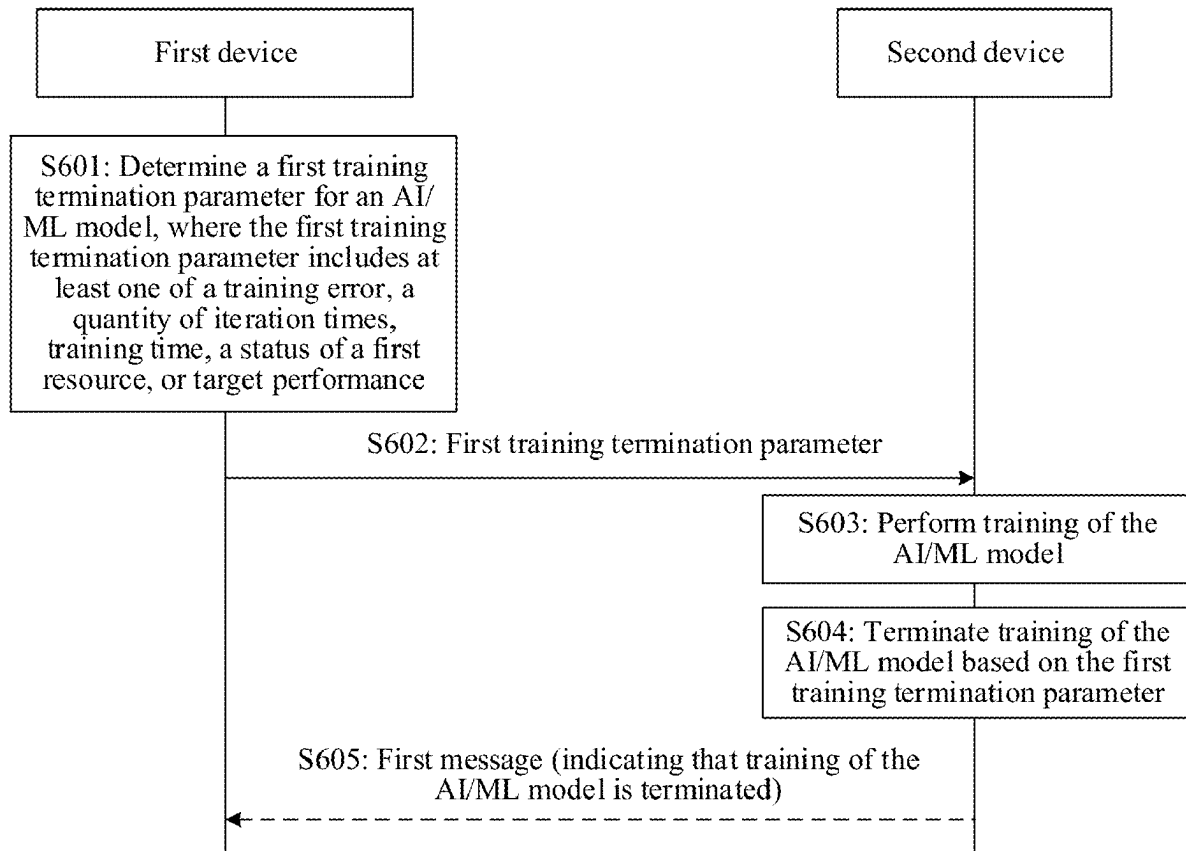 First device
Second device
S601: Determine a first training
termination parameter for an AI/
ML model, where the first training
termination parameter includes at
least one of a training error, a
quantity of iteration times,
training time, a status of a first
resource, or target performance
S602: First training termination parameter
S603: Perform training of the
AI/ML model
S604: Terminate training of the
AI/ML model based on the first
training termination parameter
S605: First message (indicating that training of the
AI/ML model is terminated)